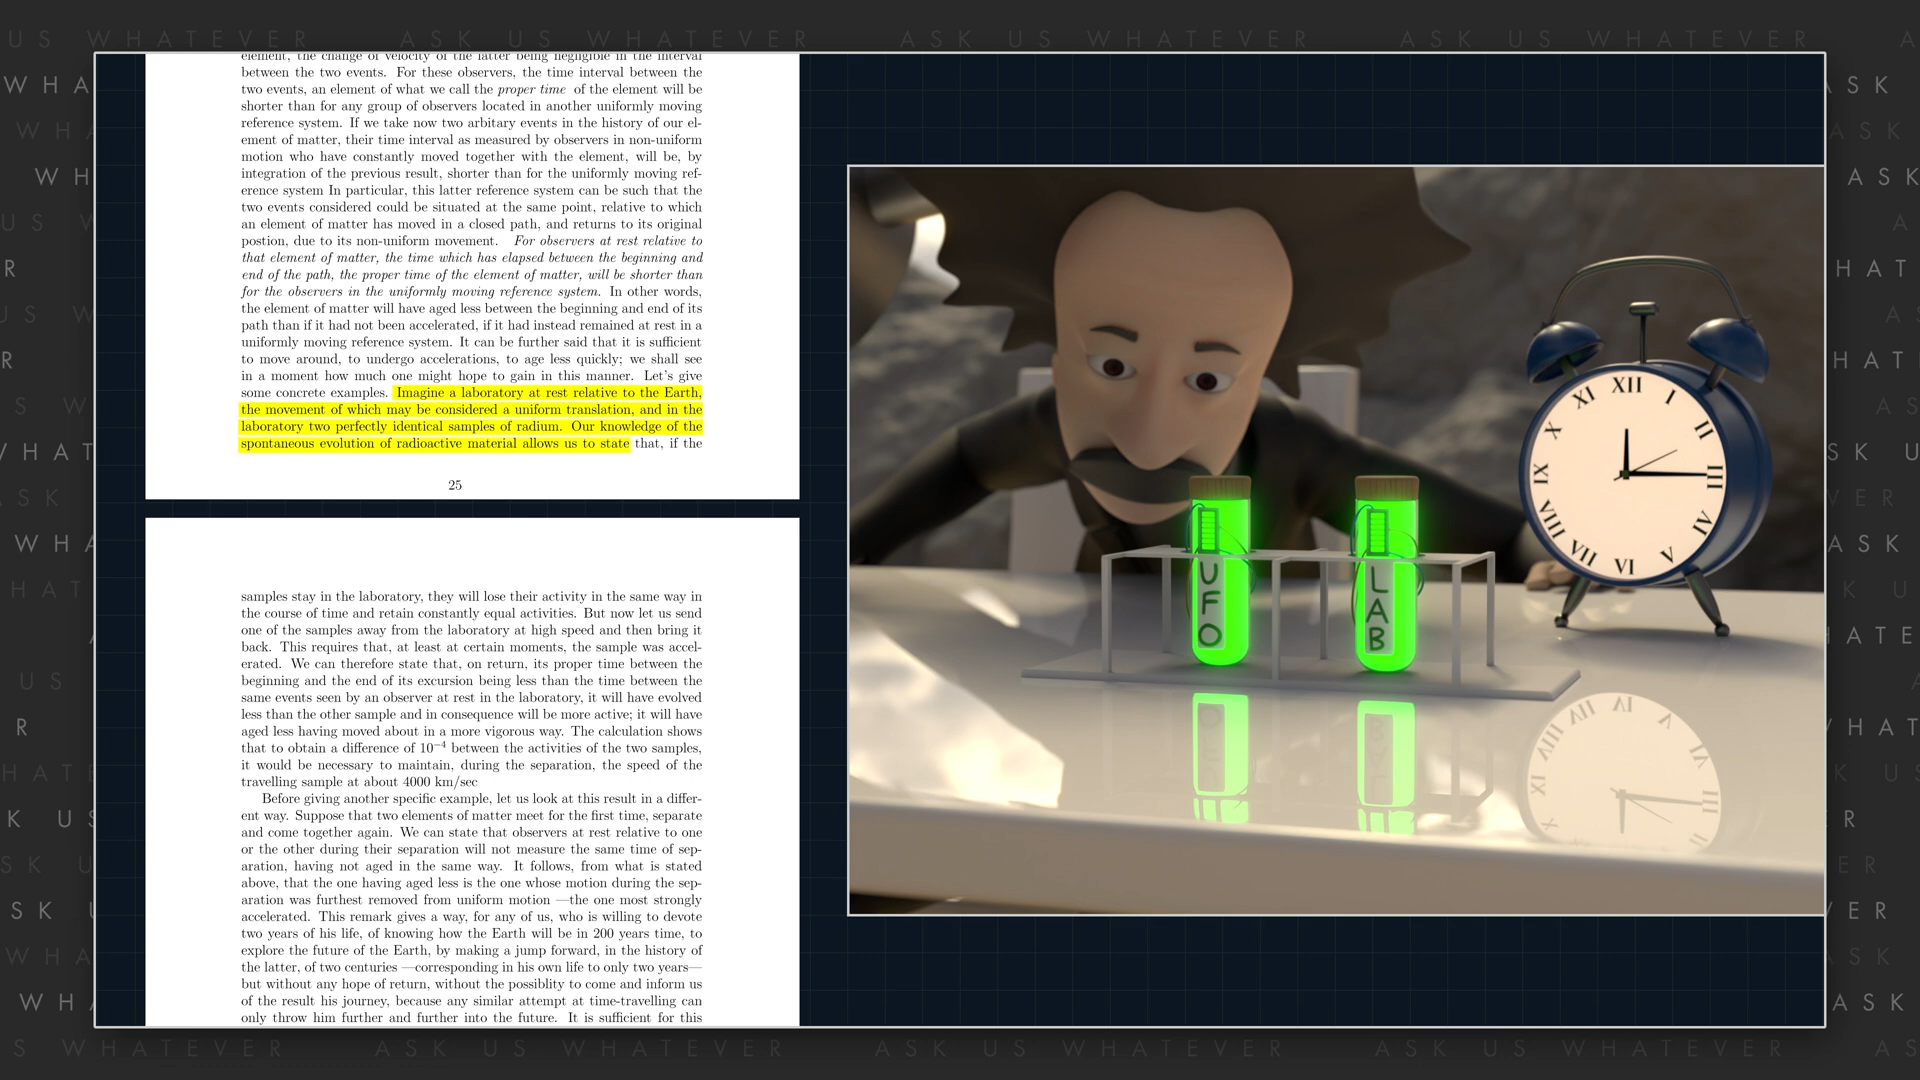 US WHATEVER ASK US WHATEVER ASK US WHATEVER ASK US WHATEVER
element, the change of velocity of the latter being negligible in the interval
between the two events. For these observers, the time interval between the
two events, an element of what we call the proper time of the element will be
shorter than for any group of observers located in another uniformly moving
reference system. If we take now two arbitary events in the history of our el-
ement of matter, their time interval as measured by observers in non-uniform
motion who have constantly moved together with the element, will be, by
integration of the previous result, shorter than for the uniformly moving ref-
erence system In particular, this latter reference system can be such that the
two events considered could be situated at the same point, relative to which
an element of matter has moved in a closed path, and returns to its original
postion, due to its non-uniform movement. For observers at rest relative to
that element of matter, the time which has elapsed between the beginning and
end of the path, the proper time of the element of matter, will be shorter than
for the observers in the uniformly moving reference system. In other words,
the element of matter will have aged less between the beginning and end of its
path than if it had not been accelerated, if it had instead remained at rest in a
uniformly moving reference system. It can be further said that it is sufficient
to move around, to undergo accelerations, to age less quickly; we shall see
in a moment how much one might hope to gain in this manner. Let's give
some concrete examples. Imagine a laboratory at rest relative to the Earth,
the movement of which may be considered a uniform translation, and in the
laboratory two perfectly identical samples of radium. Our knowledge of the
spontaneous evolution of radioactive material allows us to state that, if the
25
samples stay in the laboratory, they will lose their activity in the same way in
the course of time and retain constantly equal activities. But now let us send
one of the samples away from the laboratory at high speed and then bring it
back. This requires that, at least at certain moments, the sample was accel-
erated. We can therefore state that, on return, its proper time between the
beginning and the end of its excursion being less than the time between the
same events seen by an observer at rest in the laboratory, it will have evolved
less than the other sample and in consequence will be more active; it will have
aged less having moved about in a more vigorous way. The calculation shows
that to obtain a difference of 10⁻⁴ between the activities of the two samples,
it would be necessary to maintain, during the separation, the speed of the
travelling sample at about 4000 km/sec
Before giving another specific example, let us look at this result in a differ-
ent way. Suppose that two elements of matter meet for the first time, separate
and come together again. We can state that observers at rest relative to one
or the other during their separation will not measure the same time of sep-
aration, having not aged in the same way. It follows, from what is stated
above, that the one having aged less is the one whose motion during the sep-
aration was furthest removed from uniform motion —the one most strongly
accelerated. This remark gives a way, for any of us, who is willing to devote
two years of his life, of knowing how the Earth will be in 200 years time, to
explore the future of the Earth, by making a jump forward, in the history of
the latter, of two centuries —corresponding in his own life to only two years—
but without any hope of return, without the possiblity to come and inform us
of the result his journey, because any similar attempt at time-travelling can
only throw him further and further into the future. It is sufficient for this
UFO
LAB
XII I II III IV V VI VII VIII IX X XI
S WHATEVER ASK US WHATEVER ASK US WHATEVER ASK US WHATEVER